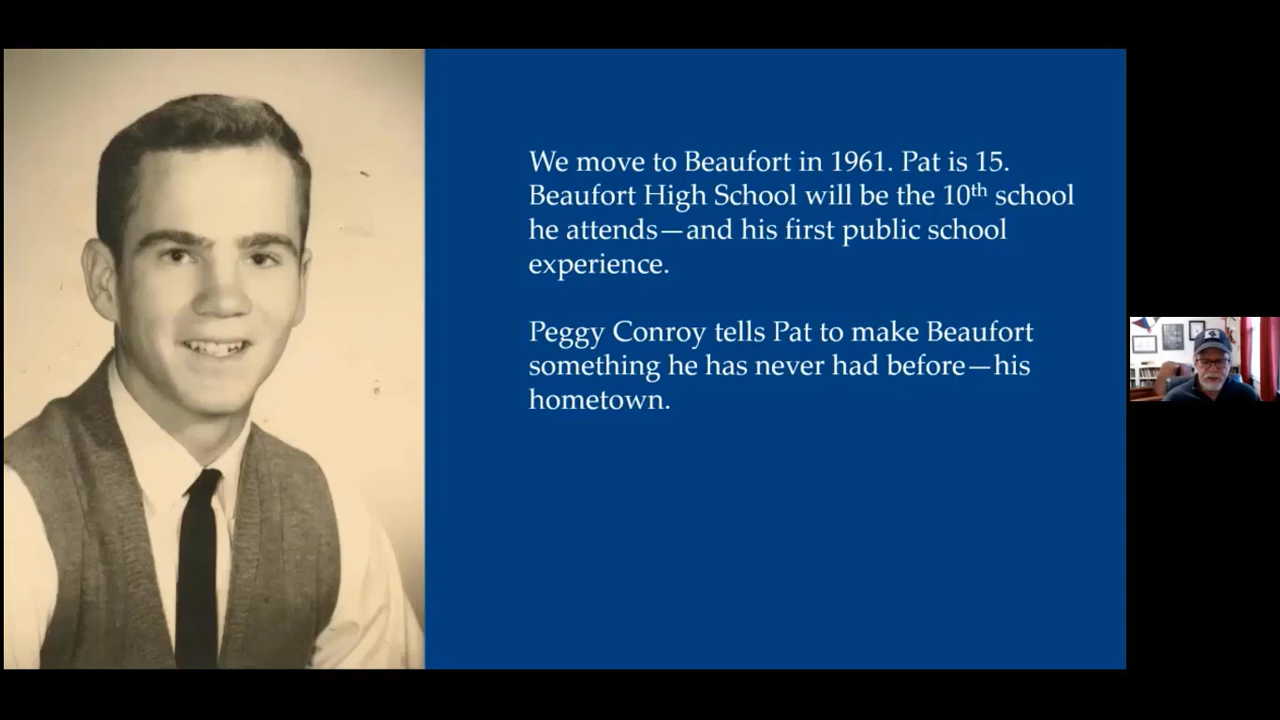 We move to Beaufort in 1961. Pat is 15.
Beaufort High School will be the 10th school
he attends—and his first public school
experience.
Peggy Conroy tells Pat to make Beaufort
something he has never had before—his
hometown.